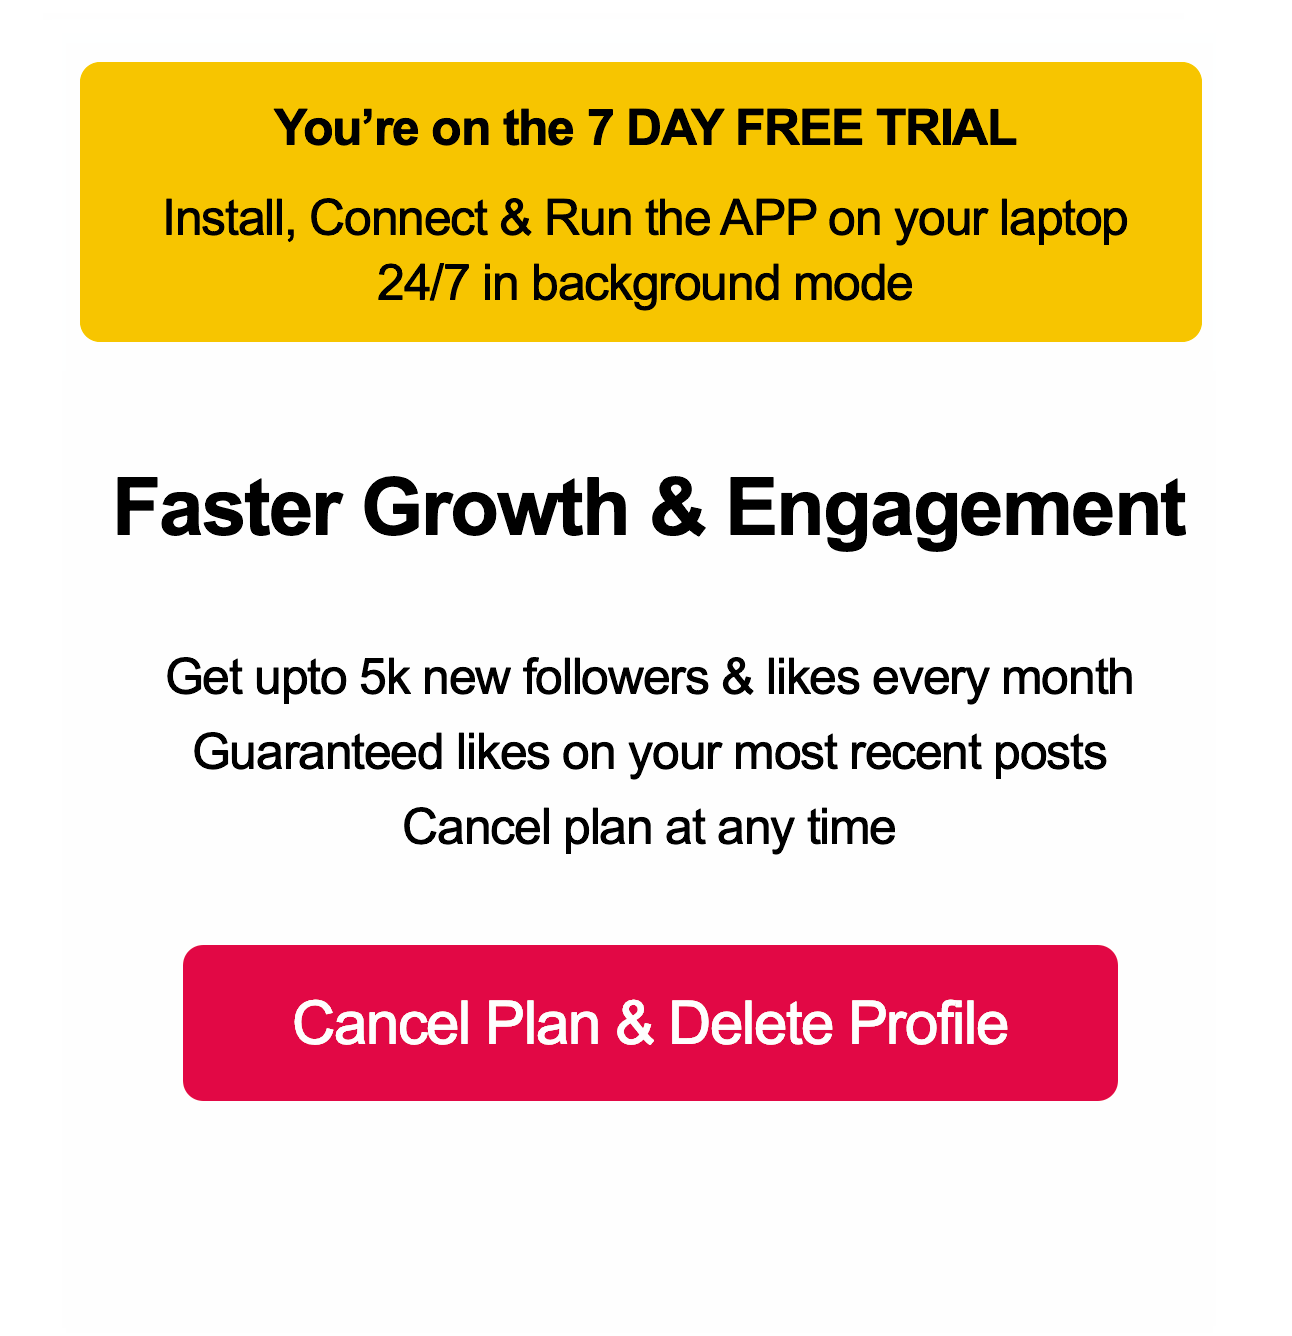 You’re on the 7 DAY FREE TRIAL
Install, Connect & Run the APP on your laptop
24/7 in background mode
Faster Growth & Engagement
Get upto 5k new followers & likes every month
Guaranteed likes on your most recent posts
Cancel plan at any time
Cancel Plan & Delete Profile